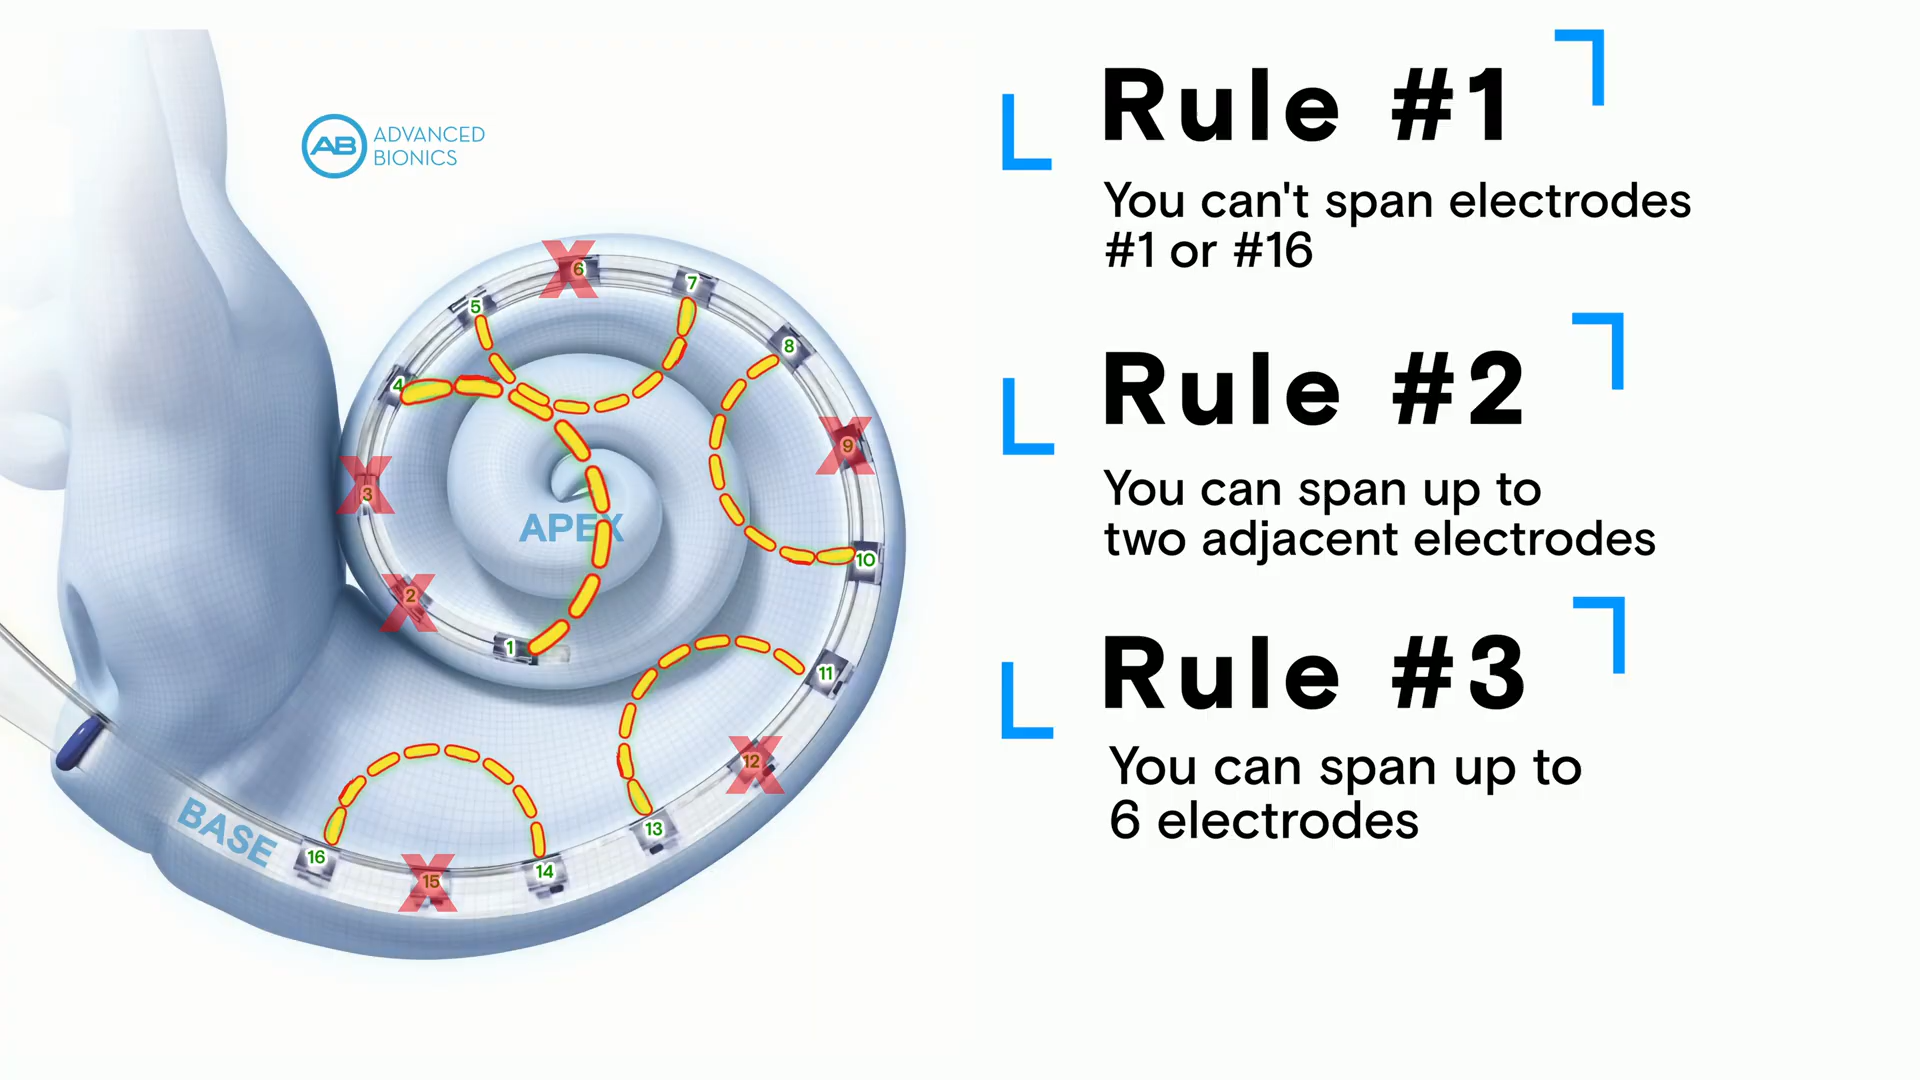 AB ADVANCED
BIONICS
6
7
5
8
4
9
3
APEX
10
2
1
11
12
13
BASE
16
15
14
Rule #1
You can't span electrodes
#1 or #16
Rule #2
You can span up to
two adjacent electrodes
Rule #3
You can span up to
6 electrodes